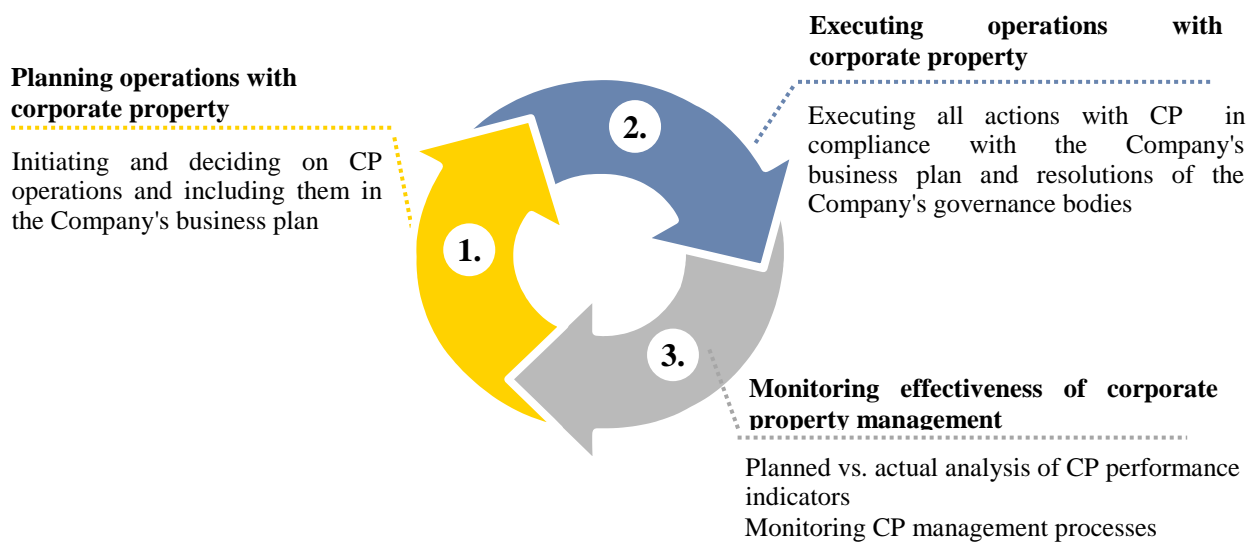 Planning operations with
corporate property
Initiating and deciding on CP
operations and including them in
the Company's business plan
1.
2.
Executing operations with
corporate property
Executing all actions with CP in
compliance with the Company's
business plan and resolutions of the
Company's governance bodies
3.
Monitoring effectiveness of corporate
property management
Planned vs. actual analysis of CP performance
indicators
Monitoring CP management processes